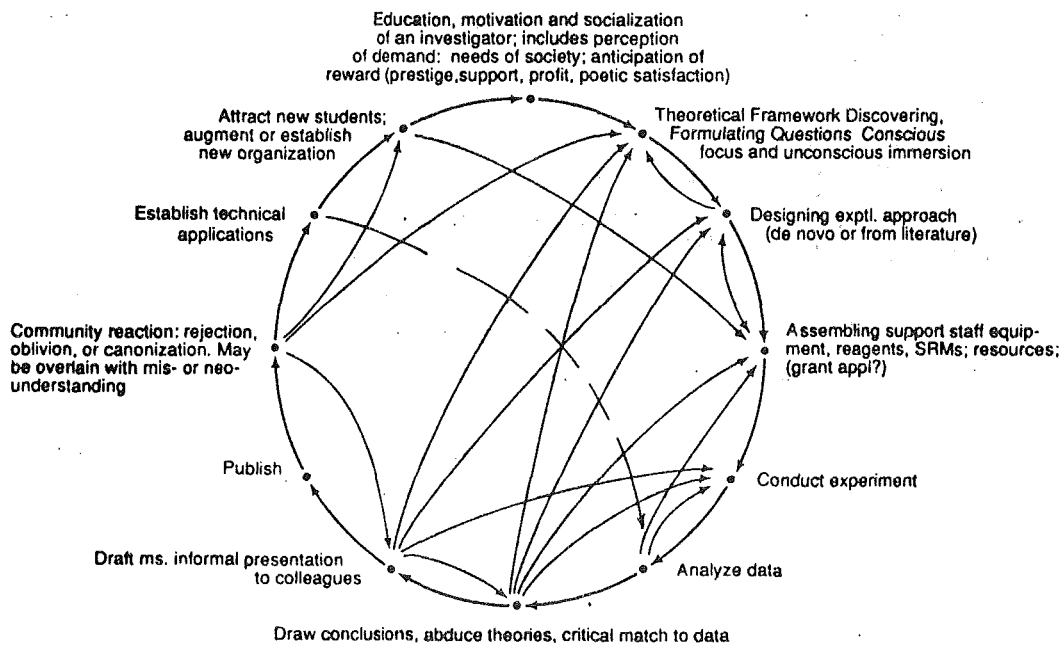 Education, motivation and socialization
of an investigator; includes perception
of demand: needs of society; anticipation of
reward (prestige,support, profit, poetic satisfaction)
Attract new students;
augment or establish
new organization
Theoretical Framework Discovering,
Formulating Questions Conscious
focus and unconscious immersion
Establish technical
applications
Designing exptl. approach
(de novo or from literature)
Community reaction: rejection,
oblivion, or canonization. May
be overlain with mis- or neo-
understanding
Assembling support staff equip-
ment, reagents, SRMs; resources;
(grant appl?)
Publish
Conduct experiment
Draft ms. informal presentation
to colleagues
Analyze data
Draw conclusions, abduce theories, critical match to data